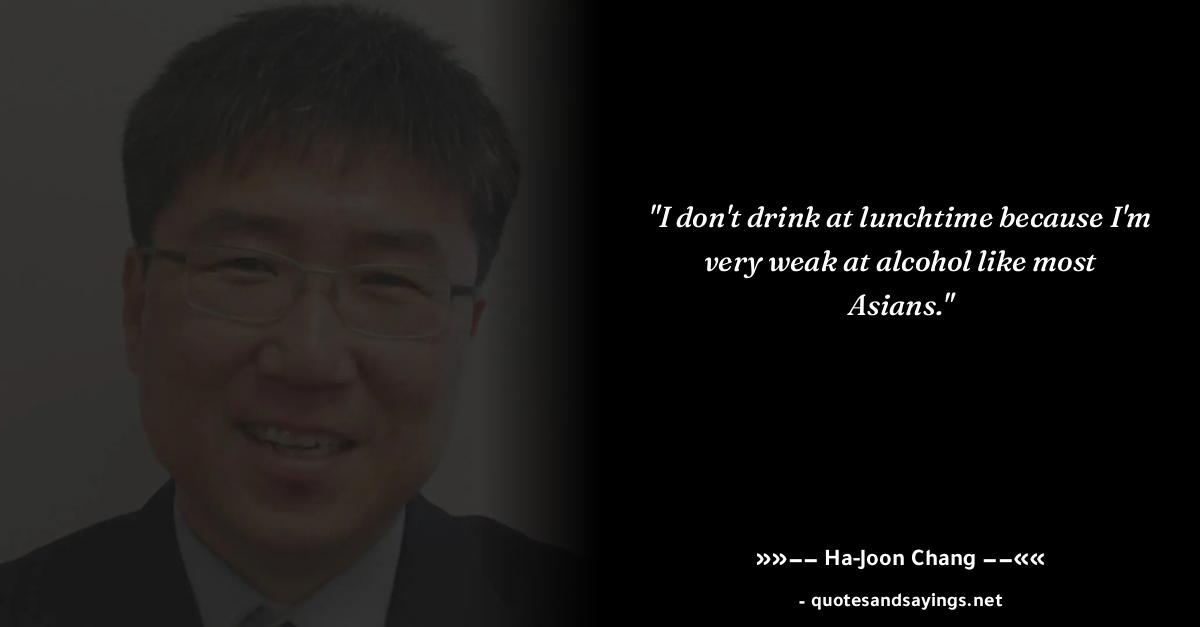 "I don't drink at lunchtime because I'm
very weak at alcohol like most
Asians."
»»–– Ha-Joon Chang ––««
- quotesandsayings.net